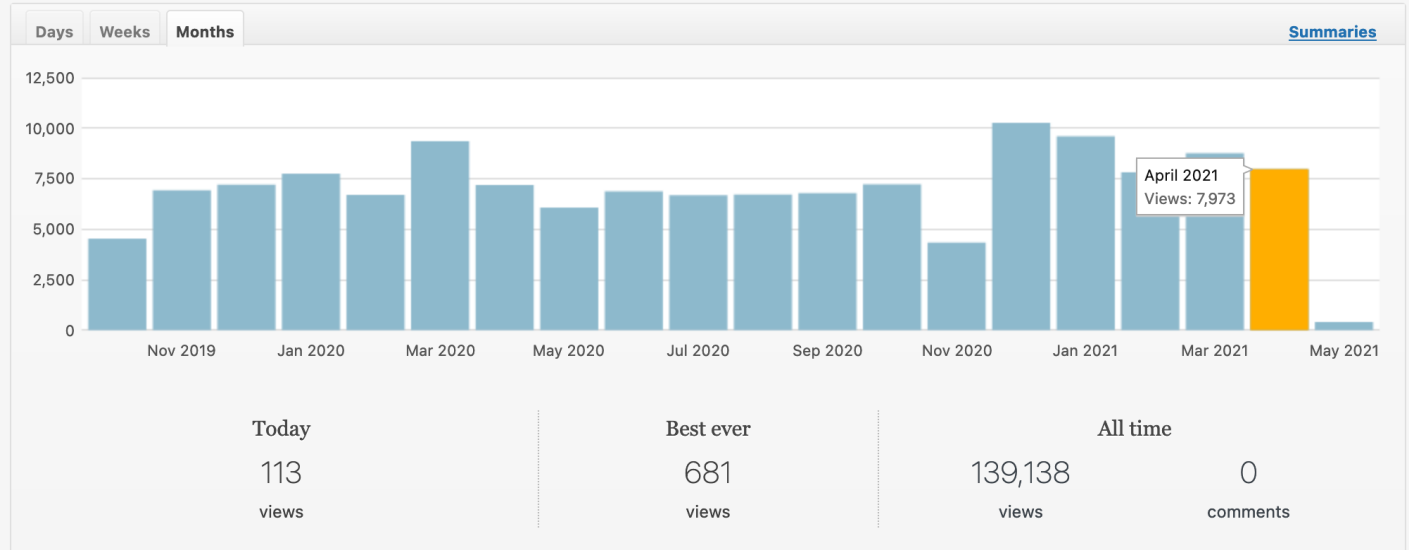 Days Weeks Months Summaries
12,500
10,000
7,500
5,000
2,500
0
April 2021
Views: 7,973
Nov 2019 Jan 2020 Mar 2020 May 2020 Jul 2020 Sep 2020 Nov 2020 Jan 2021 Mar 2021 May 2021
Today Best ever All time
113 681 139,138 0
views views views comments